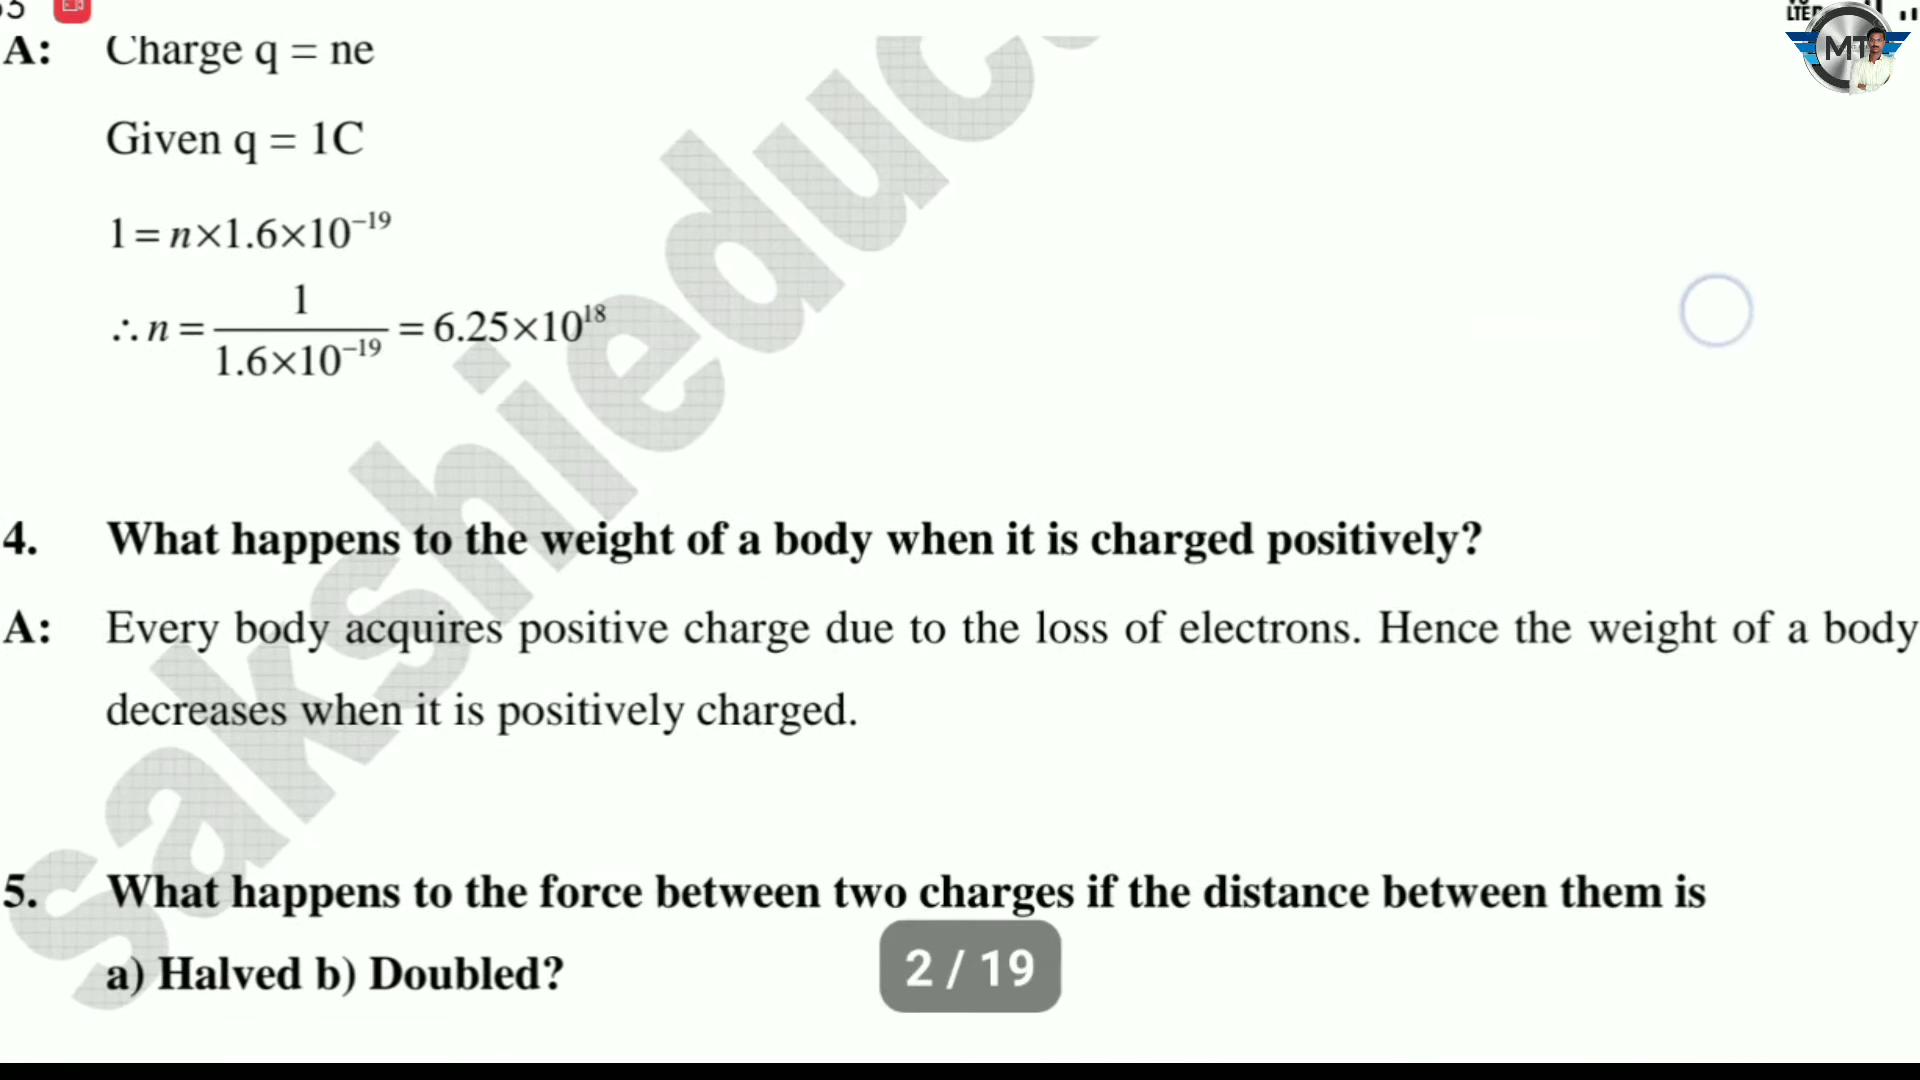 A: Charge q = ne
Given q = 1C
1 = n×1.6×10⁻¹⁹
∴ n = 1 / 1.6×10⁻¹⁹ = 6.25×10¹⁸
4. What happens to the weight of a body when it is charged positively?
A: Every body acquires positive charge due to the loss of electrons. Hence the weight of a body
decreases when it is positively charged.
5. What happens to the force between two charges if the distance between them is
a) Halved b) Doubled?
2 / 19
sakshieduc
LTE
MT